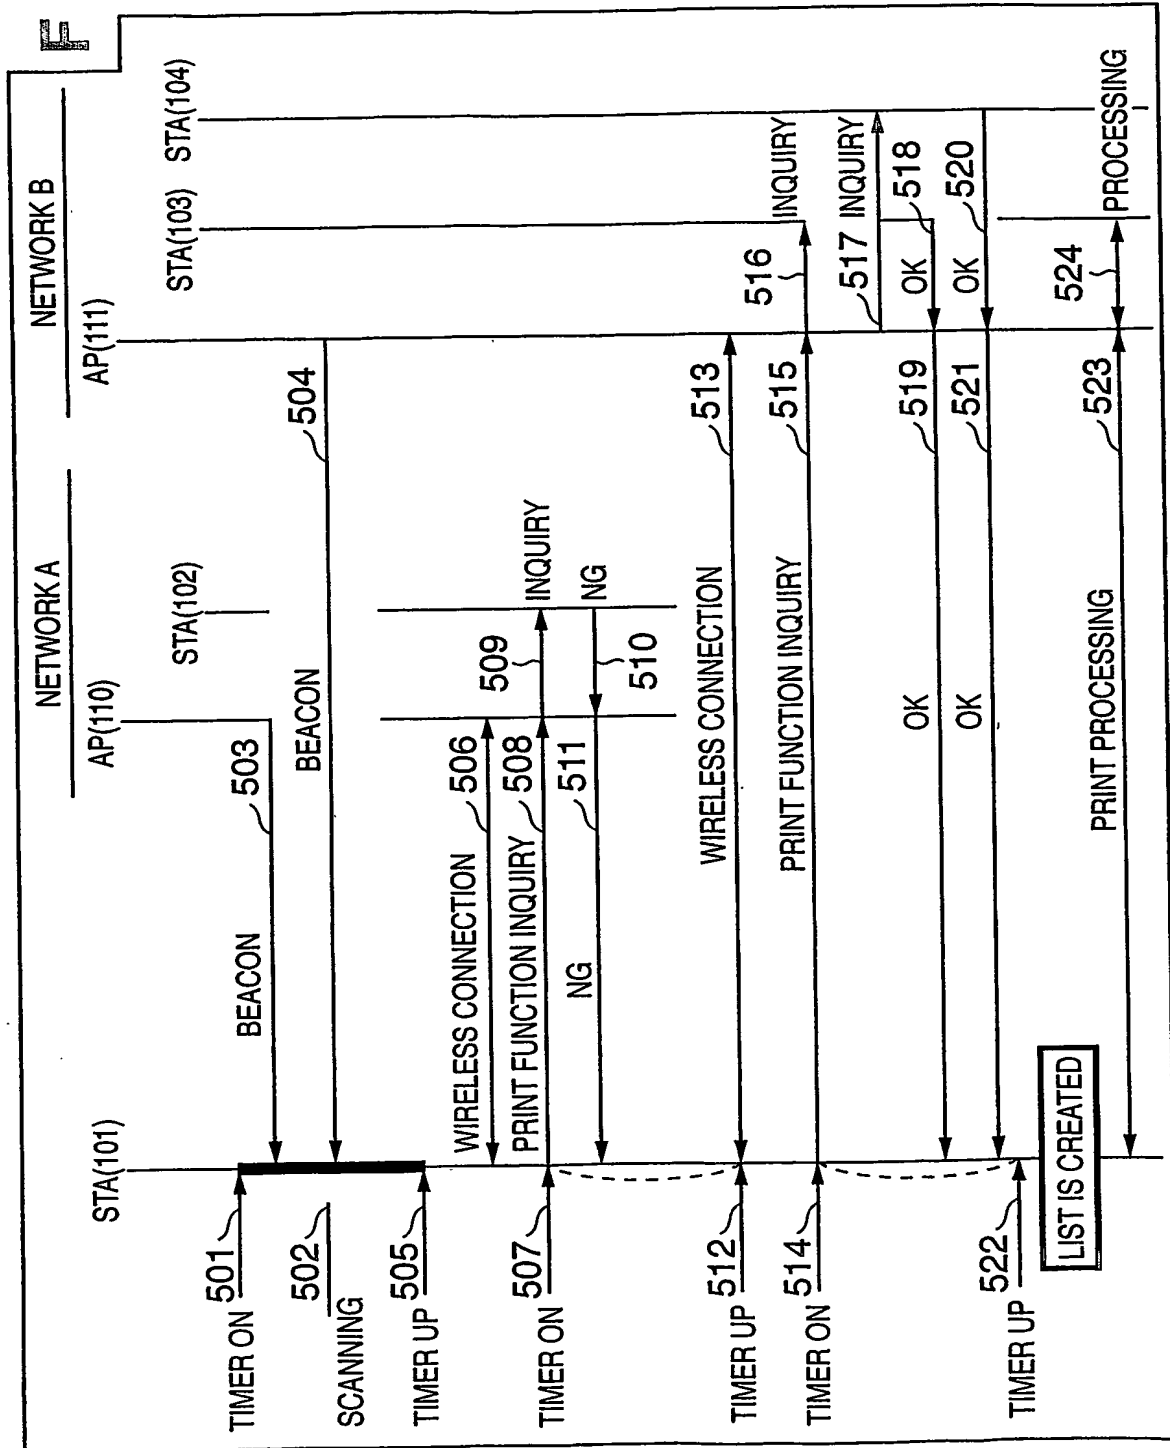 F
NETWORK A
NETWORK B
STA(101)
AP(110)
STA(102)
AP(111)
STA(103)
STA(104)
TIMER ON
501
BEACON
503
SCANNING
502
BEACON
504
TIMER UP
505
WIRELESS CONNECTION
506
TIMER ON
507
PRINT FUNCTION INQUIRY
508
509
INQUIRY
NG
511
510
NG
TIMER UP
512
WIRELESS CONNECTION
513
TIMER ON
514
PRINT FUNCTION INQUIRY
515
516
INQUIRY
517
INQUIRY
OK
519
OK
518
OK
521
OK
520
TIMER UP
522
LIST IS CREATED
PRINT PROCESSING
523
524
PROCESSING